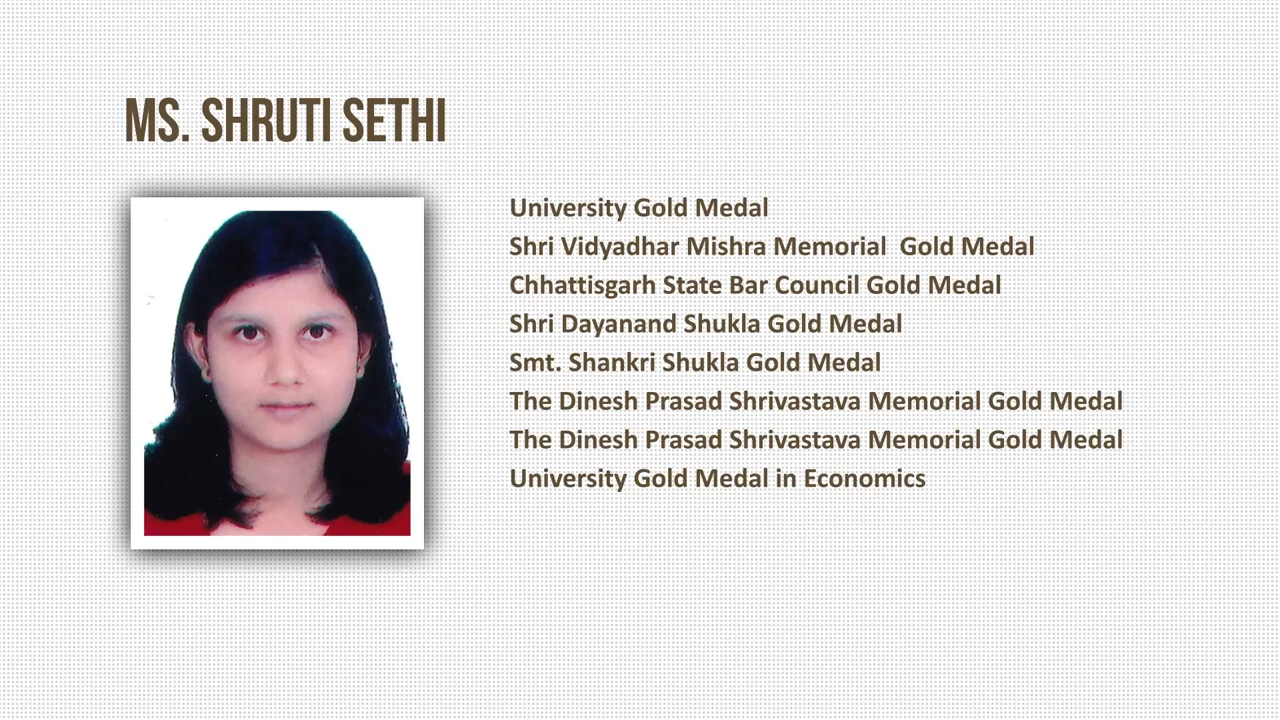 MS. SHRUTI SETHI
University Gold Medal
Shri Vidyadhar Mishra Memorial  Gold Medal
Chhattisgarh State Bar Council Gold Medal
Shri Dayanand Shukla Gold Medal
Smt. Shankri Shukla Gold Medal
The Dinesh Prasad Shrivastava Memorial Gold Medal
The Dinesh Prasad Shrivastava Memorial Gold Medal
University Gold Medal in Economics